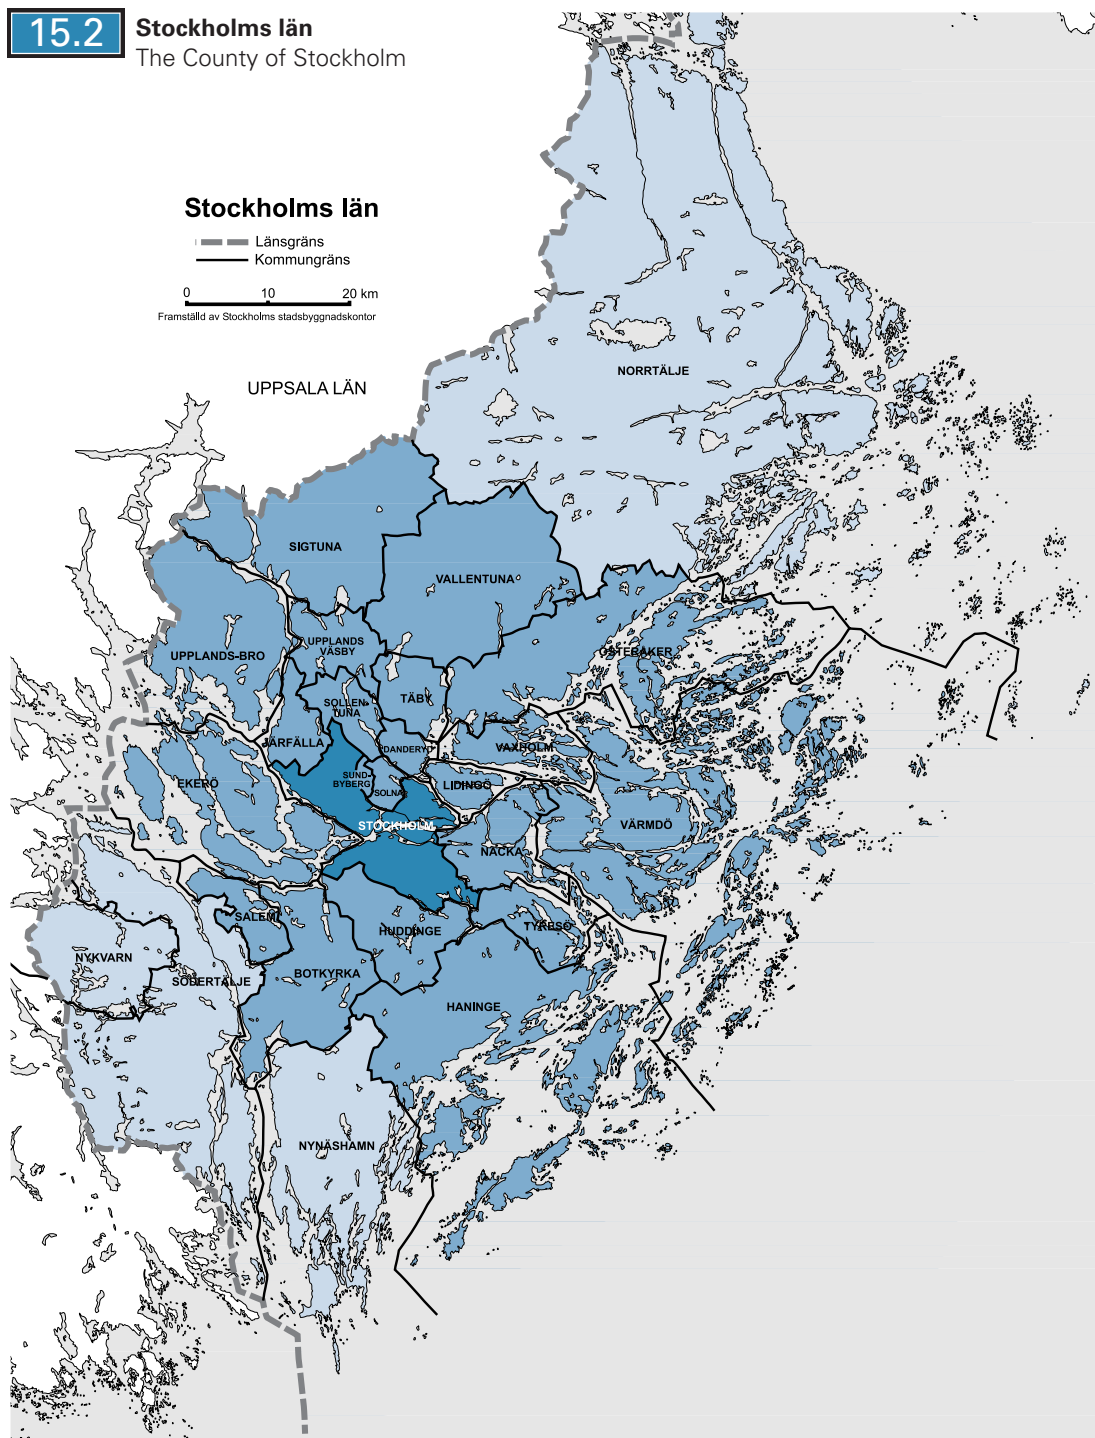 15.2
Stockholms län
The County of Stockholm
Stockholms län
Länsgräns
Kommungräns
0 10 20 km
Framställd av Stockholms stadsbyggnadskontor
UPPSALA LÄN
NORRTÄLJE
SIGTUNA
VALLENTUNA
UPPLANDS-BRO
UPPLANDS
VÄSBY
ÖSTERÅKER
TÄBY
SOLLEN-
TUNA
JÄRFÄLLA
DANDERYD
VAXHOLM
EKERÖ
SUND-
BYBERG
SOLNA
LIDINGÖ
STOCKHOLM
VÄRMDÖ
NACKA
SALEM
HUDDINGE
TYRESÖ
NYKVARN
SÖDERTÄLJE
BOTKYRKA
HANINGE
NYNÄSHAMN